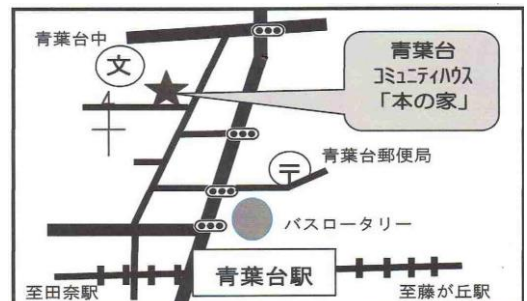 青葉台中
文
青葉台
コミュニティハウス
「本の家」
青葉台郵便局
〒
バスロータリー
青葉台駅
至田奈駅
至藤が丘駅